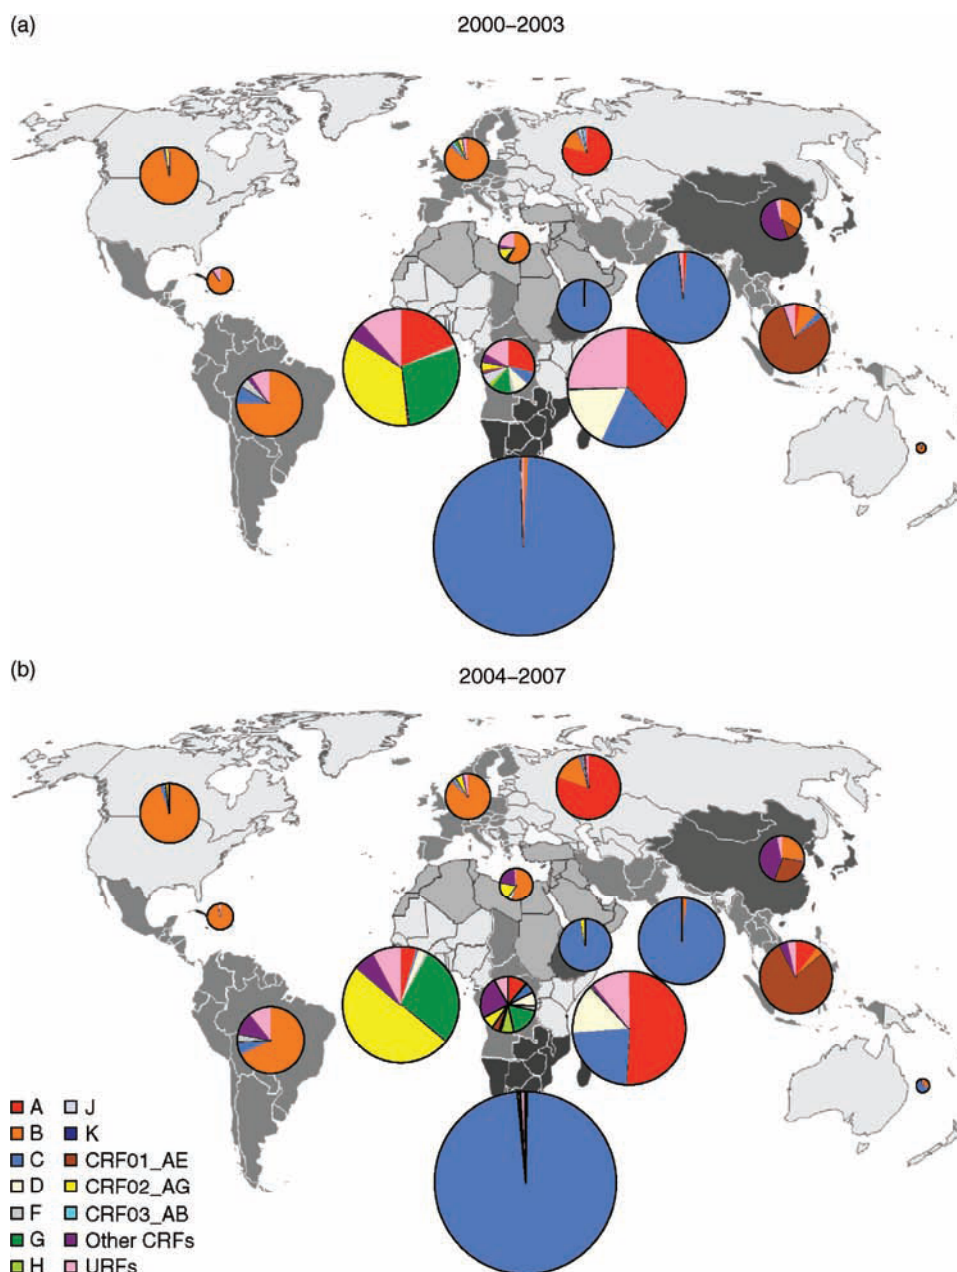 (a)
2000–2003
(b)
2004–2007
A
J
B
K
C
CRF01_AE
D
CRF02_AG
F
CRF03_AB
G
Other CRFs
H
URFs